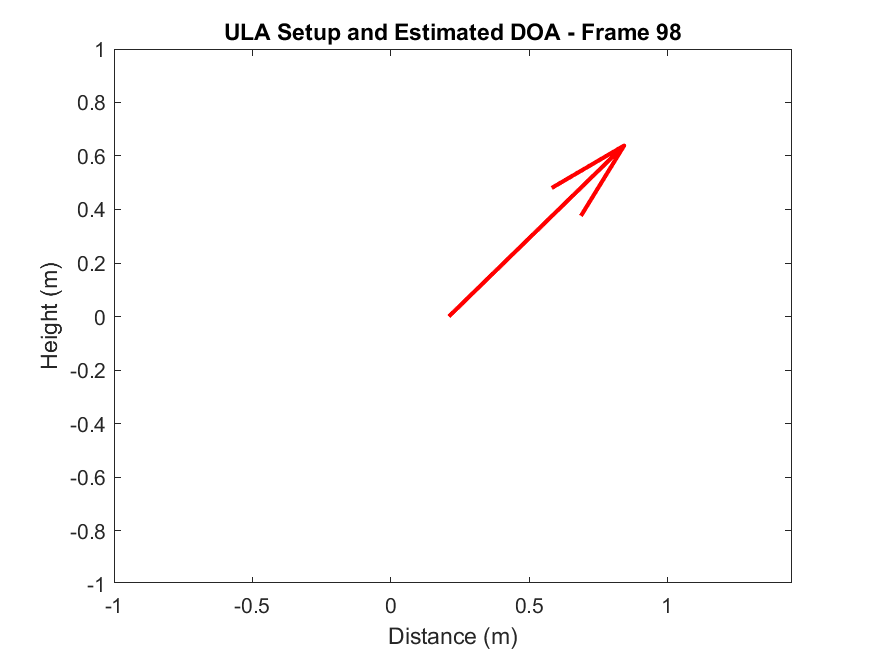 ULA Setup and Estimated DOA - Frame 98
1
0.8
0.6
0.4
0.2
0
-0.2
-0.4
-0.6
-0.8
-1
Height (m)
-1 -0.5 0 0.5 1
Distance (m)